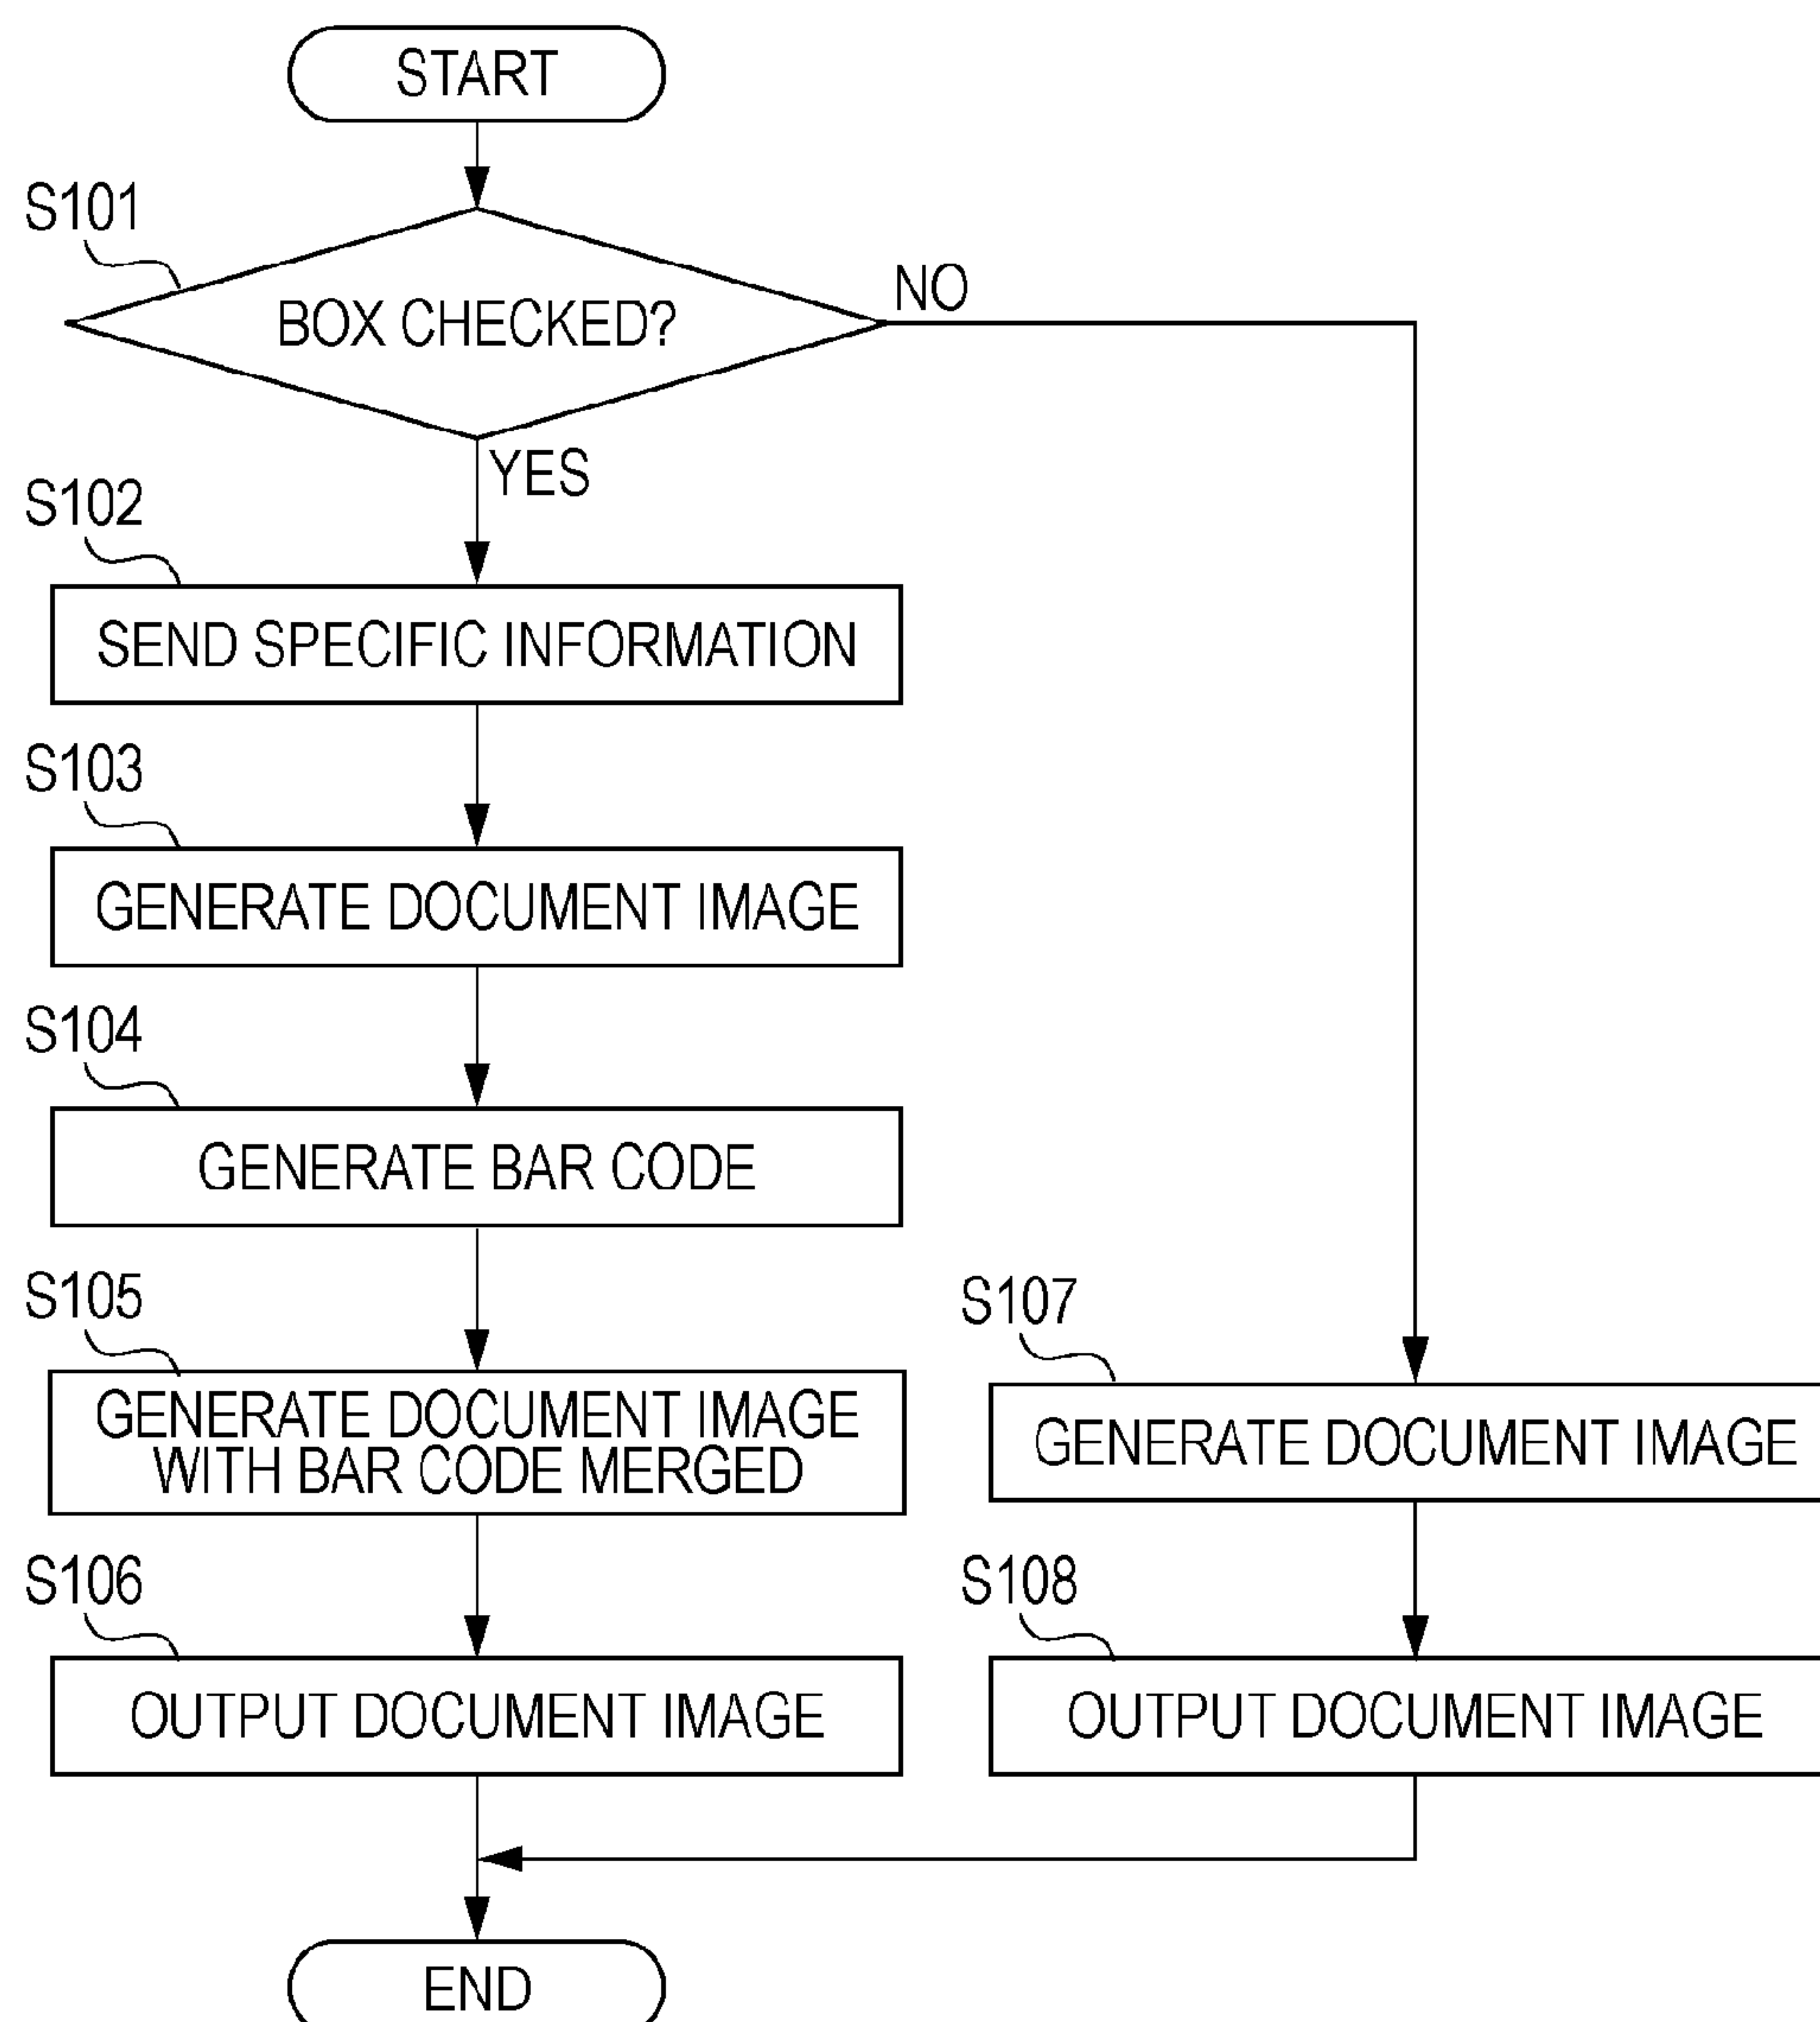 START
S101
BOX CHECKED?
NO
YES
S102
SEND SPECIFIC INFORMATION
S103
GENERATE DOCUMENT IMAGE
S104
GENERATE BAR CODE
S105
GENERATE DOCUMENT IMAGE
WITH BAR CODE MERGED
S107
GENERATE DOCUMENT IMAGE
S106
OUTPUT DOCUMENT IMAGE
S108
OUTPUT DOCUMENT IMAGE
END